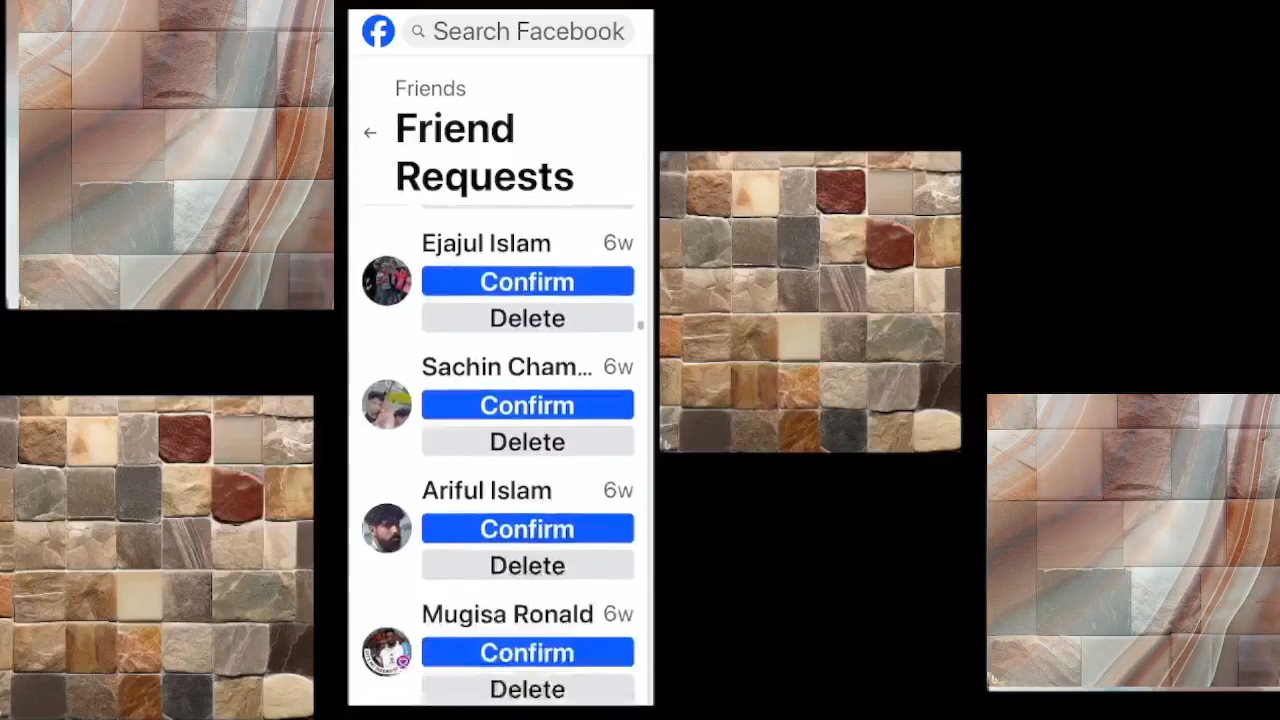 Search Facebook
Friends
Friend
Requests
Ejajul Islam 6w
Confirm
Delete
Sachin Cham... 6w
Confirm
Delete
Ariful Islam 6w
Confirm
Delete
Mugisa Ronald 6w
Confirm
Delete